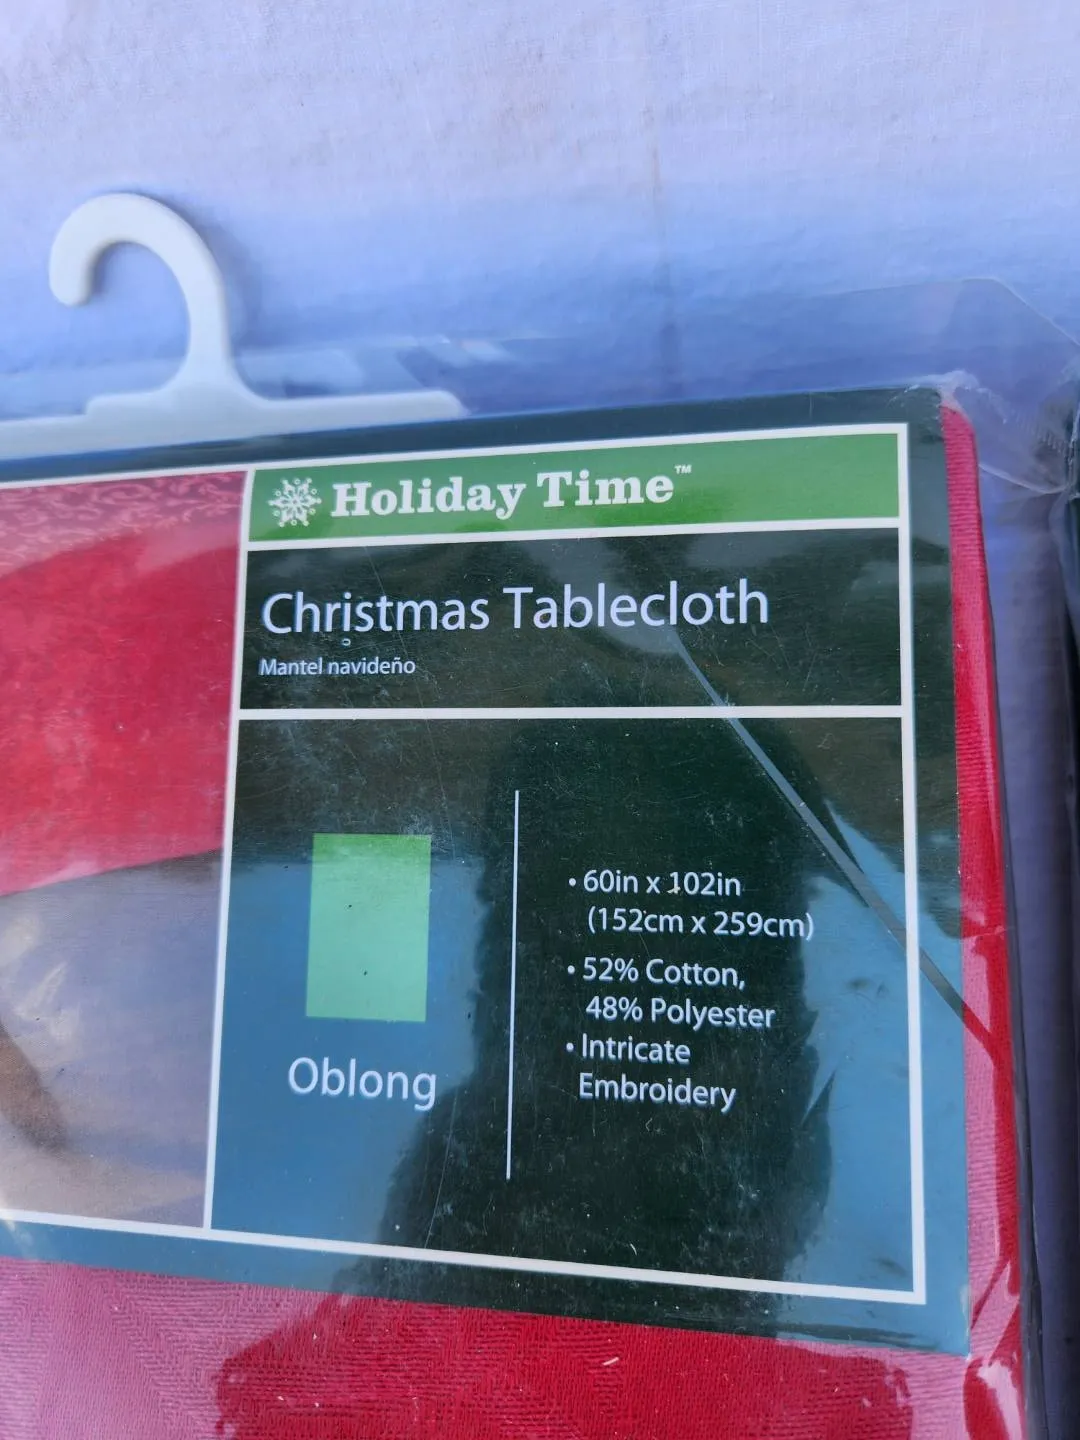 Holiday Time™
Christmas Tablecloth
Mantel navideño
Oblong
• 60in x 102in
(152cm x 259cm)
• 52% Cotton,
48% Polyester
• Intricate
Embroidery